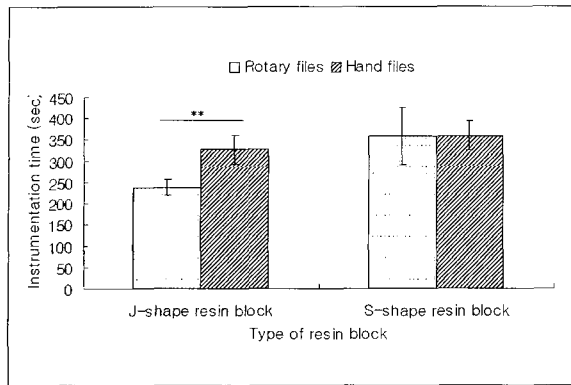 Rotary files Hand files
Instrumentation time (sec)
450
400
350
300
250
200
150
100
50
0
**
J-shape resin block S-shape resin block
Type of resin block